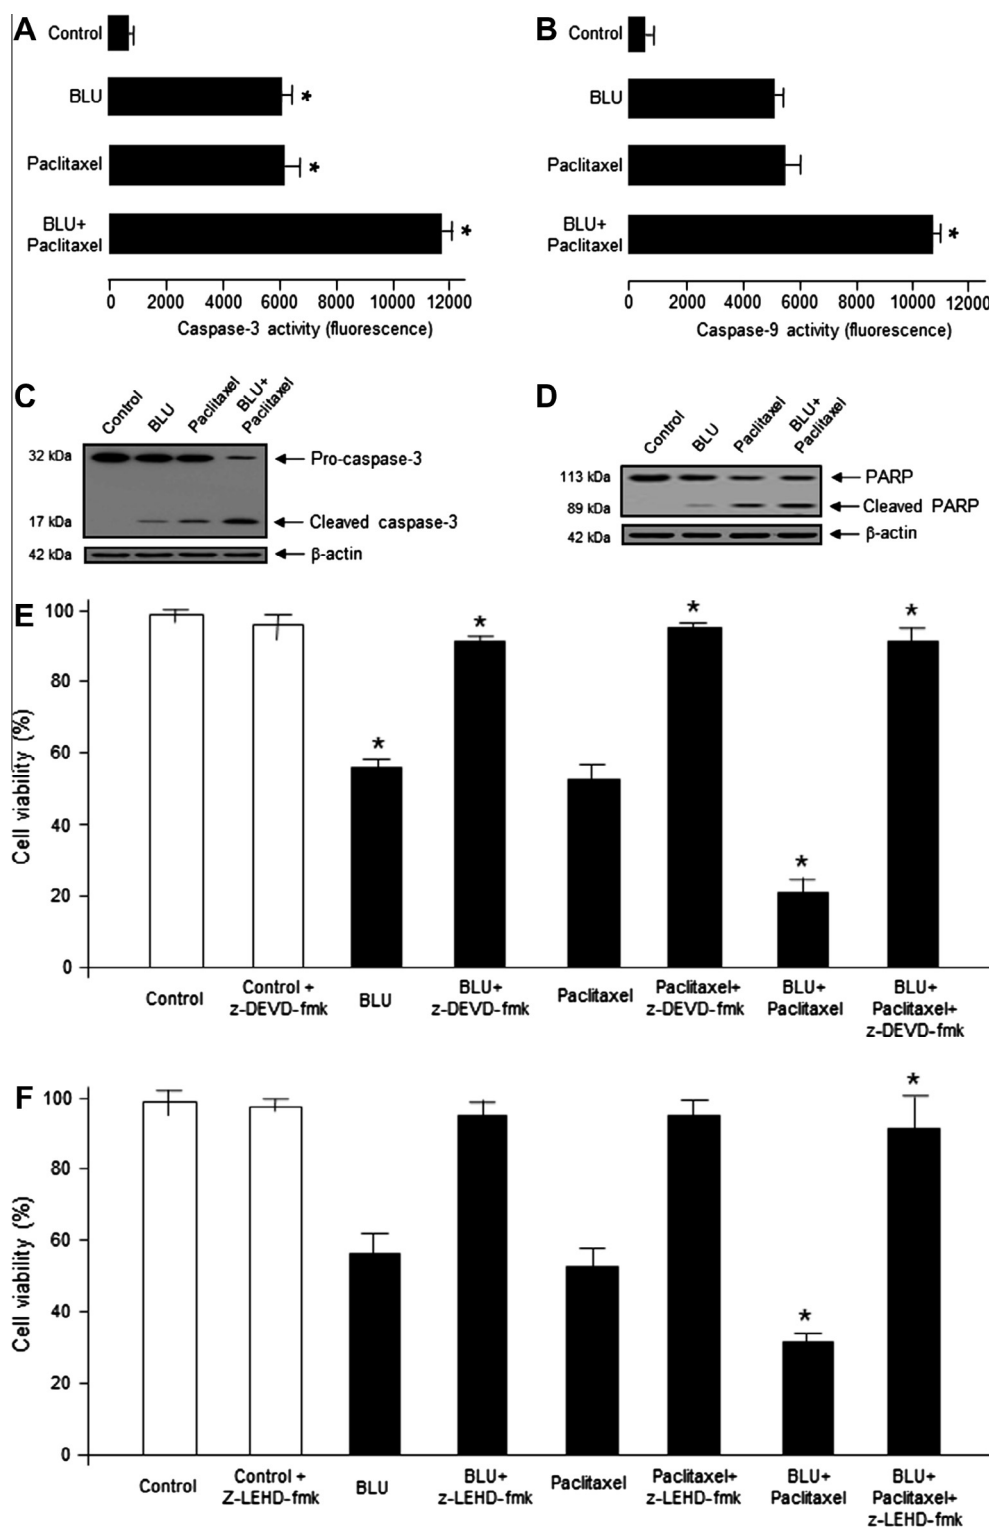 A
Control
*
BLU
*
Paclitaxel
*
BLU+
Paclitaxel
0 2000 4000 6000 8000 10000 12000
Caspase-3 activity (fluorescence)
B
Control
BLU
Paclitaxel
BLU+
Paclitaxel
*
0 2000 4000 6000 8000 10000 12000
Caspase-9 activity (fluorescence)
C
Control
BLU
Paclitaxel
BLU+
Paclitaxel
32 kDa
Pro-caspase-3
17 kDa
Cleaved caspase-3
42 kDa
β-actin
D
Control
BLU
Paclitaxel
BLU+
Paclitaxel
113 kDa
PARP
89 kDa
Cleaved PARP
42 kDa
β-actin
E
Cell viability (%)
100
80
60
40
20
0
* * * * *
Control
Control +
z-DEVD-fmk
BLU
BLU+
z-DEVD-fmk
Paclitaxel
Paclitaxel+
z-DEVD-fmk
BLU+
Paclitaxel
BLU+
Paclitaxel+
z-DEVD-fmk
F
Cell viability (%)
100
80
60
40
20
0
* *
Control
Control +
Z-LEHD-fmk
BLU
BLU+
z-LEHD-fmk
Paclitaxel
Paclitaxel+
z-LEHD-fmk
BLU+
Paclitaxel
BLU+
Paclitaxel+
z-LEHD-fmk